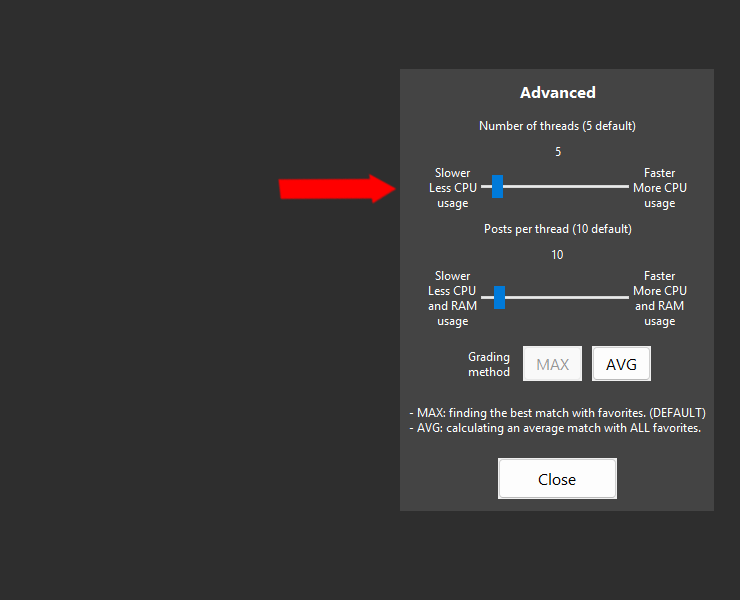 Advanced
Number of threads (5 default)
5
Slower
Less CPU
usage
Faster
More CPU
usage
Posts per thread (10 default)
10
Slower
Less CPU
and RAM
usage
Faster
More CPU
and RAM
usage
Grading
method
MAX
AVG
- MAX: finding the best match with favorites. (DEFAULT)
- AVG: calculating an average match with ALL favorites.
Close